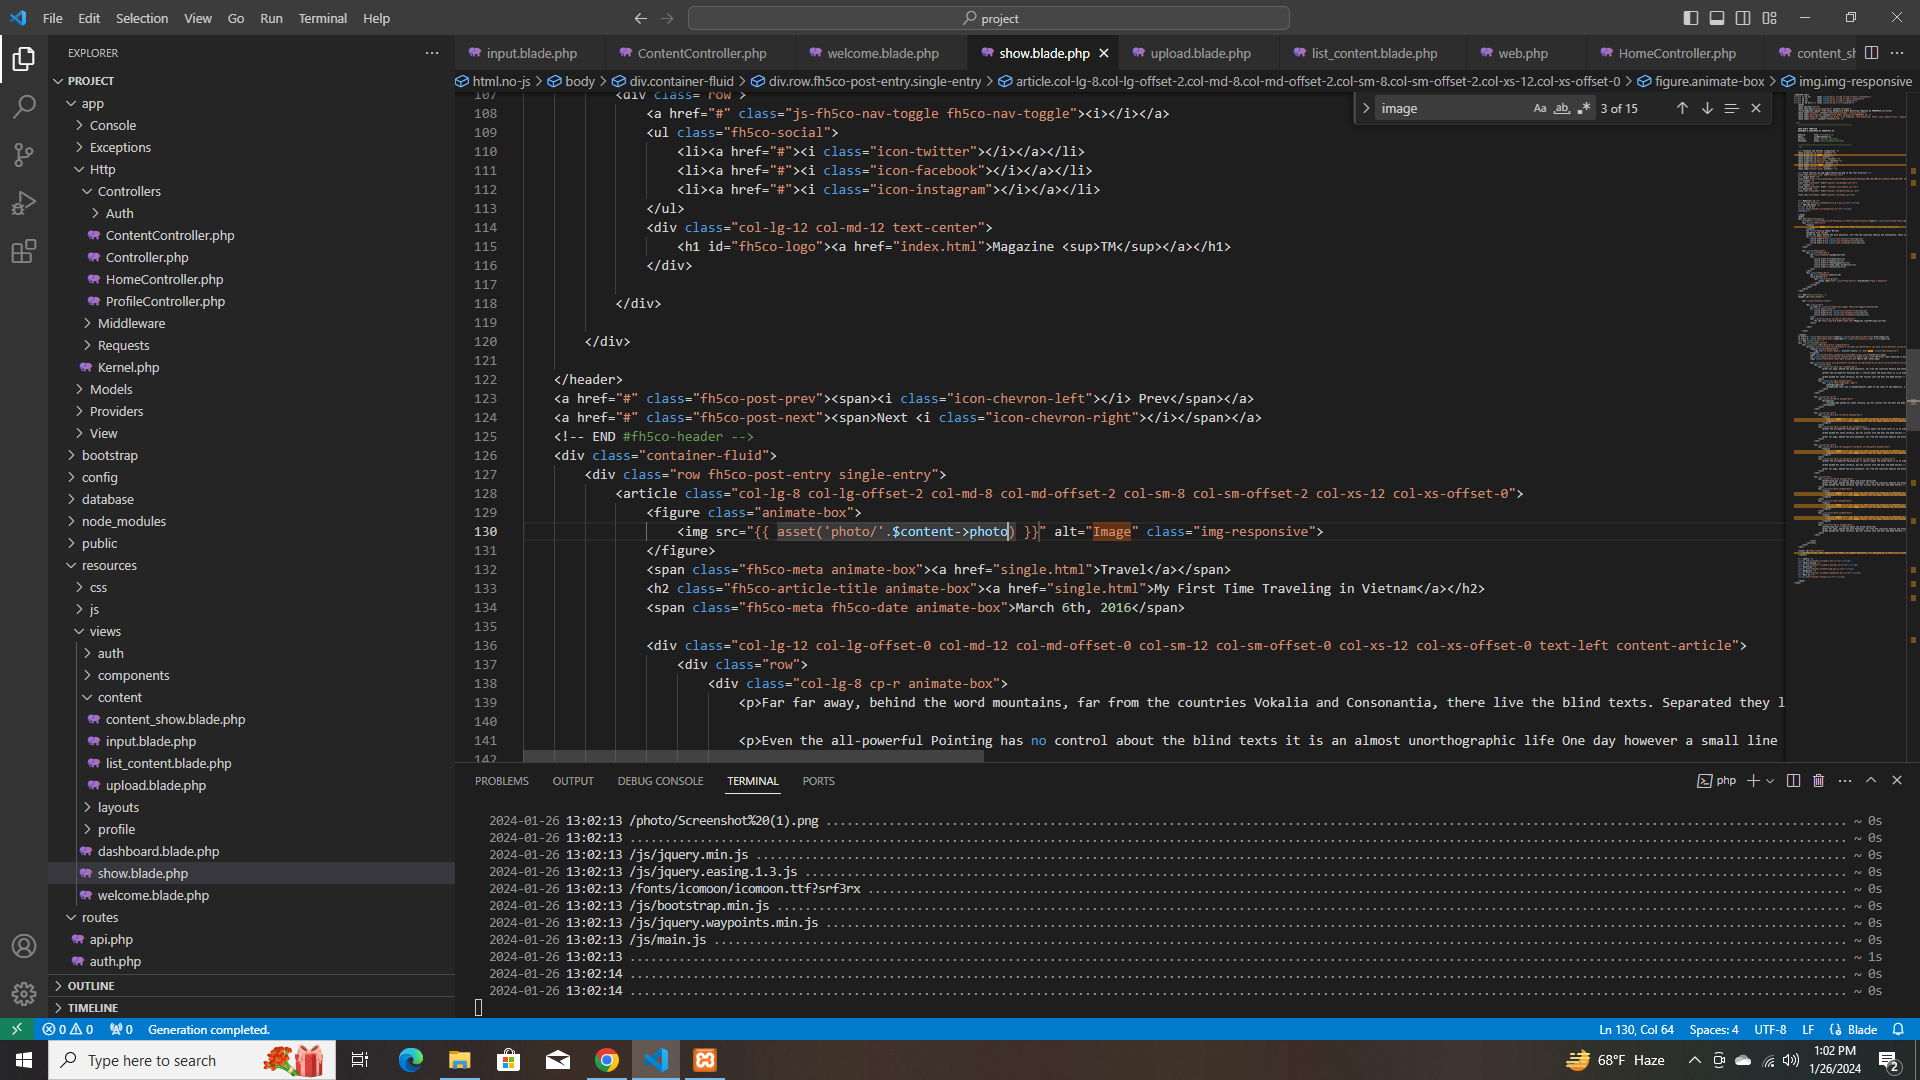 File Edit Selection View Go Run Terminal Help
project
EXPLORER
PROJECT
app
Console
Exceptions
Http
Controllers
Auth
ContentController.php
Controller.php
HomeController.php
ProfileController.php
Middleware
Requests
Kernel.php
Models
Providers
View
bootstrap
config
database
node_modules
public
resources
css
js
views
auth
components
content
content_show.blade.php
input.blade.php
list_content.blade.php
upload.blade.php
layouts
profile
dashboard.blade.php
show.blade.php
welcome.blade.php
routes
api.php
auth.php
OUTLINE
TIMELINE
input.blade.php ContentController.php welcome.blade.php show.blade.php upload.blade.php list_content.blade.php web.php HomeController.php content_sh
html.no-js > body > div.container-fluid > div.row.fh5co-post-entry.single-entry > article.col-lg-8.col-lg-offset-2.col-md-8.col-md-offset-2.col-sm-8.col-sm-offset-2.col-xs-12.col-xs-offset-0 > figure.animate-box > img.img-responsive
image Aa ab 3 of 15
107 <div class="row">
108 <a href="#" class="js-fh5co-nav-toggle fh5co-nav-toggle"><i></i></a>
109 <ul class="fh5co-social">
110 <li><a href="#"><i class="icon-twitter"></i></a></li>
111 <li><a href="#"><i class="icon-facebook"></i></a></li>
112 <li><a href="#"><i class="icon-instagram"></i></a></li>
113 </ul>
114 <div class="col-lg-12 col-md-12 text-center">
115 <h1 id="fh5co-logo"><a href="index.html">Magazine <sup>TM</sup></a></h1>
116 </div>
117
118 </div>
119
120 </div>
121
122 </header>
123 <a href="#" class="fh5co-post-prev"><span><i class="icon-chevron-left"></i> Prev</span></a>
124 <a href="#" class="fh5co-post-next"><span>Next <i class="icon-chevron-right"></i></span></a>
125 <!-- END #fh5co-header -->
126 <div class="container-fluid">
127 <div class="row fh5co-post-entry single-entry">
128 <article class="col-lg-8 col-lg-offset-2 col-md-8 col-md-offset-2 col-sm-8 col-sm-offset-2 col-xs-12 col-xs-offset-0">
129 <figure class="animate-box">
130 <img src="{{ asset('photo/'.$content->photo) }}" alt="Image" class="img-responsive">
131 </figure>
132 <span class="fh5co-meta animate-box"><a href="single.html">Travel</a></span>
133 <h2 class="fh5co-article-title animate-box"><a href="single.html">My First Time Traveling in Vietnam</a></h2>
134 <span class="fh5co-meta fh5co-date animate-box">March 6th, 2016</span>
135
136 <div class="col-lg-12 col-lg-offset-0 col-md-12 col-md-offset-0 col-sm-12 col-sm-offset-0 col-xs-12 col-xs-offset-0 text-left content-article">
137 <div class="row">
138 <div class="col-lg-8 cp-r animate-box">
139 <p>Far far away, behind the word mountains, far from the countries Vokalia and Consonantia, there live the blind texts. Separated they l
140
141 <p>Even the all-powerful Pointing has no control about the blind texts it is an almost unorthographic life One day however a small line
142
PROBLEMS OUTPUT DEBUG CONSOLE TERMINAL PORTS
php
2024-01-26 13:02:13 /photo/Screenshot%20(1).png ~ 0s
2024-01-26 13:02:13 ~ 0s
2024-01-26 13:02:13 /js/jquery.min.js ~ 0s
2024-01-26 13:02:13 /js/jquery.easing.1.3.js ~ 0s
2024-01-26 13:02:13 /fonts/icomoon/icomoon.ttf?srf3rx ~ 0s
2024-01-26 13:02:13 /js/bootstrap.min.js ~ 0s
2024-01-26 13:02:13 /js/jquery.waypoints.min.js ~ 0s
2024-01-26 13:02:13 /js/main.js ~ 0s
2024-01-26 13:02:13 ~ 1s
2024-01-26 13:02:14 ~ 0s
2024-01-26 13:02:14 ~ 0s
0 0 0 Generation completed. Ln 130, Col 64 Spaces: 4 UTF-8 LF Blade
Type here to search 68°F Haze 1:02 PM
1/26/2024
2